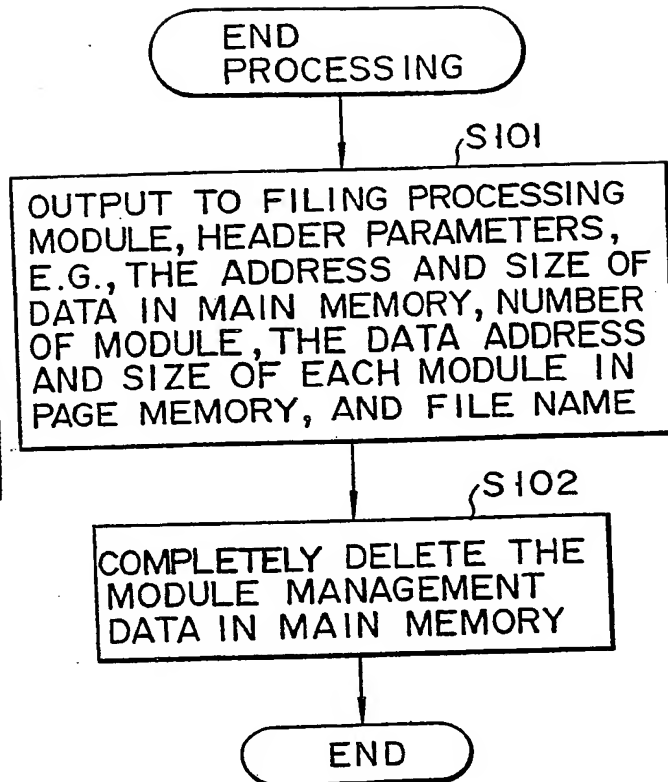 END
PROCESSING
S101
OUTPUT TO FILING PROCESSING
MODULE, HEADER PARAMETERS,
E.G., THE ADDRESS AND SIZE OF
DATA IN MAIN MEMORY, NUMBER
OF MODULE, THE DATA ADDRESS
AND SIZE OF EACH MODULE IN
PAGE MEMORY, AND FILE NAME
S102
COMPLETELY DELETE THE
MODULE MANAGEMENT
DATA IN MAIN MEMORY
END